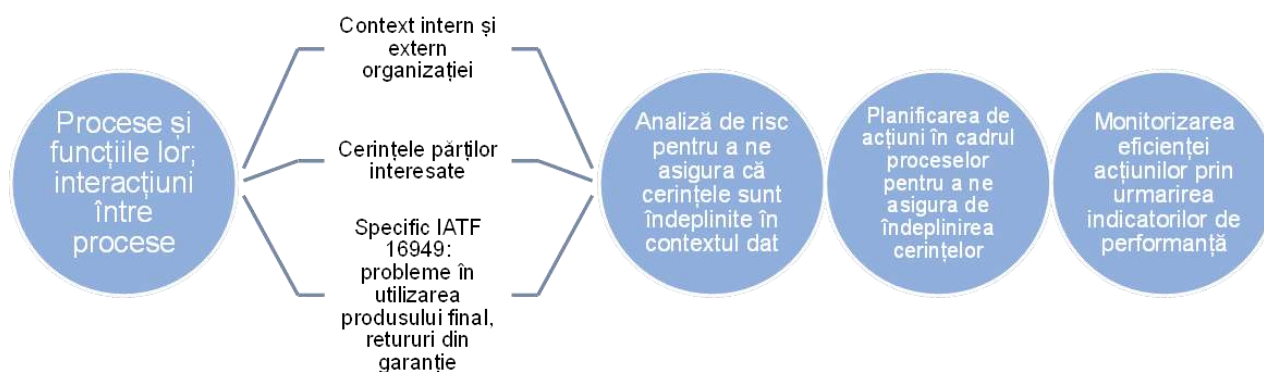 Procese și
funcțiile lor;
interacțiuni
între
procese
Context intern și
extern
organizației
Cerințele părților
interesate
Specific IATF
16949:
probleme în
utilizarea
produsului final,
retururi din
garanție
Analiză de risc
pentru a ne
asigura că
cerințele sunt
îndeplinite în
contextul dat
Planificarea de
acțiuni în cadrul
proceselor
pentru a ne
asigura de
îndeplinirea
cerințelor
Monitorizarea
eficienței
acțiunilor prin
urmarirea
indicatorilor de
performanță